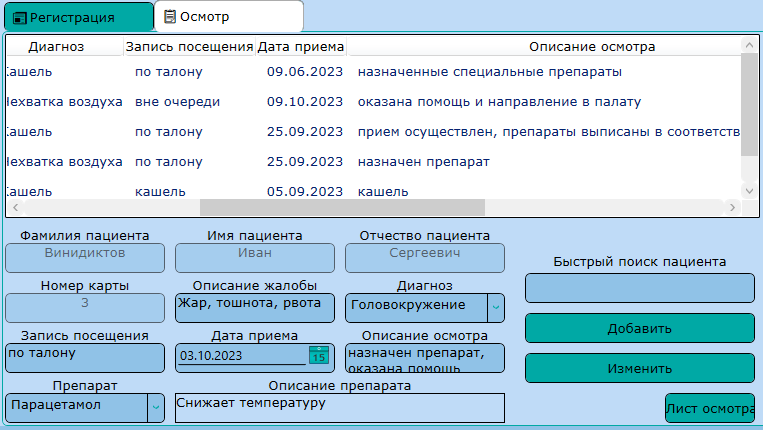 Регистрация
Осмотр
Диагноз Запись посещения Дата приема Описание осмотра
Кашель по талону 09.06.2023 назначенные специальные препараты
Нехватка воздуха вне очереди 09.10.2023 оказана помощь и направление в палату
Кашель по талону 25.09.2023 прием осуществлен, препараты выписаны в соответств
Нехватка воздуха по талону 25.09.2023 назначен препарат
Кашель кашель 05.09.2023 кашель
Фамилия пациента Имя пациента Отчество пациента
Винидиктов Иван Сергеевич
Быстрый поиск пациента
Номер карты Описание жалобы Диагноз
3 Жар, тошнота, рвота Головокружение
Добавить
Запись посещения Дата приема Описание осмотра
по талону 03.10.2023 15 назначен препарат,
оказана помощь
Изменить
Препарат Описание препарата
Парацетамол Снижает температуру
Лист осмотра